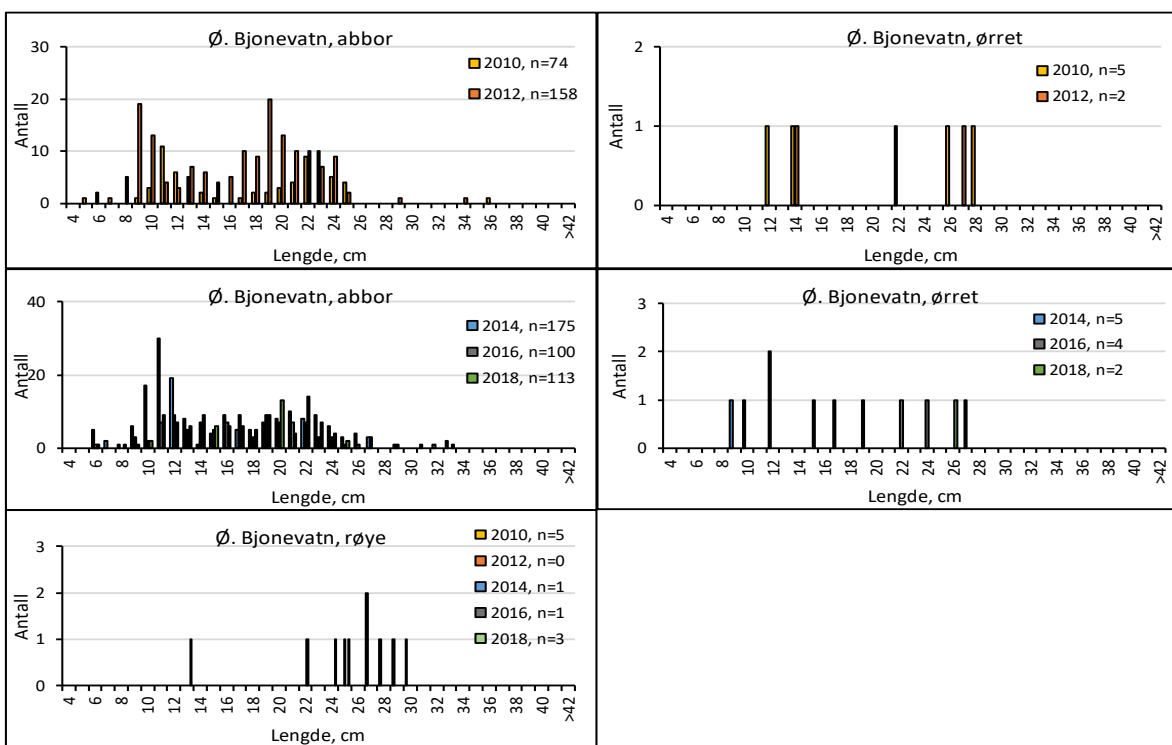 Ø. Bjonevatn, abbor
Antall
30
20
10
0
2010, n=74
2012, n=158
4 6 8 10 12 14 16 18 20 22 24 26 28 30 32 34 36 38 40 >42
Lengde, cm
Ø. Bjonevatn, ørret
Antall
2
1
0
2010, n=5
2012, n=2
4 6 8 10 12 14 16 18 20 22 24 26 28 30 32 34 36 38 40 >42
Lengde, cm
Ø. Bjonevatn, abbor
Antall
40
20
0
2014, n=175
2016, n=100
2018, n=113
4 6 8 10 12 14 16 18 20 22 24 26 28 30 32 34 36 38 40 >42
Lengde, cm
Ø. Bjonevatn, ørret
Antall
3
2
1
0
2014, n=5
2016, n=4
2018, n=2
4 6 8 10 12 14 16 18 20 22 24 26 28 30 32 34 36 38 40 >42
Lengde, cm
Ø. Bjonevatn, røye
Antall
3
2
1
0
2010, n=5
2012, n=0
2014, n=1
2016, n=1
2018, n=3
4 6 8 10 12 14 16 18 20 22 24 26 28 30 32 34 36 38 40 >42
Lengde, cm